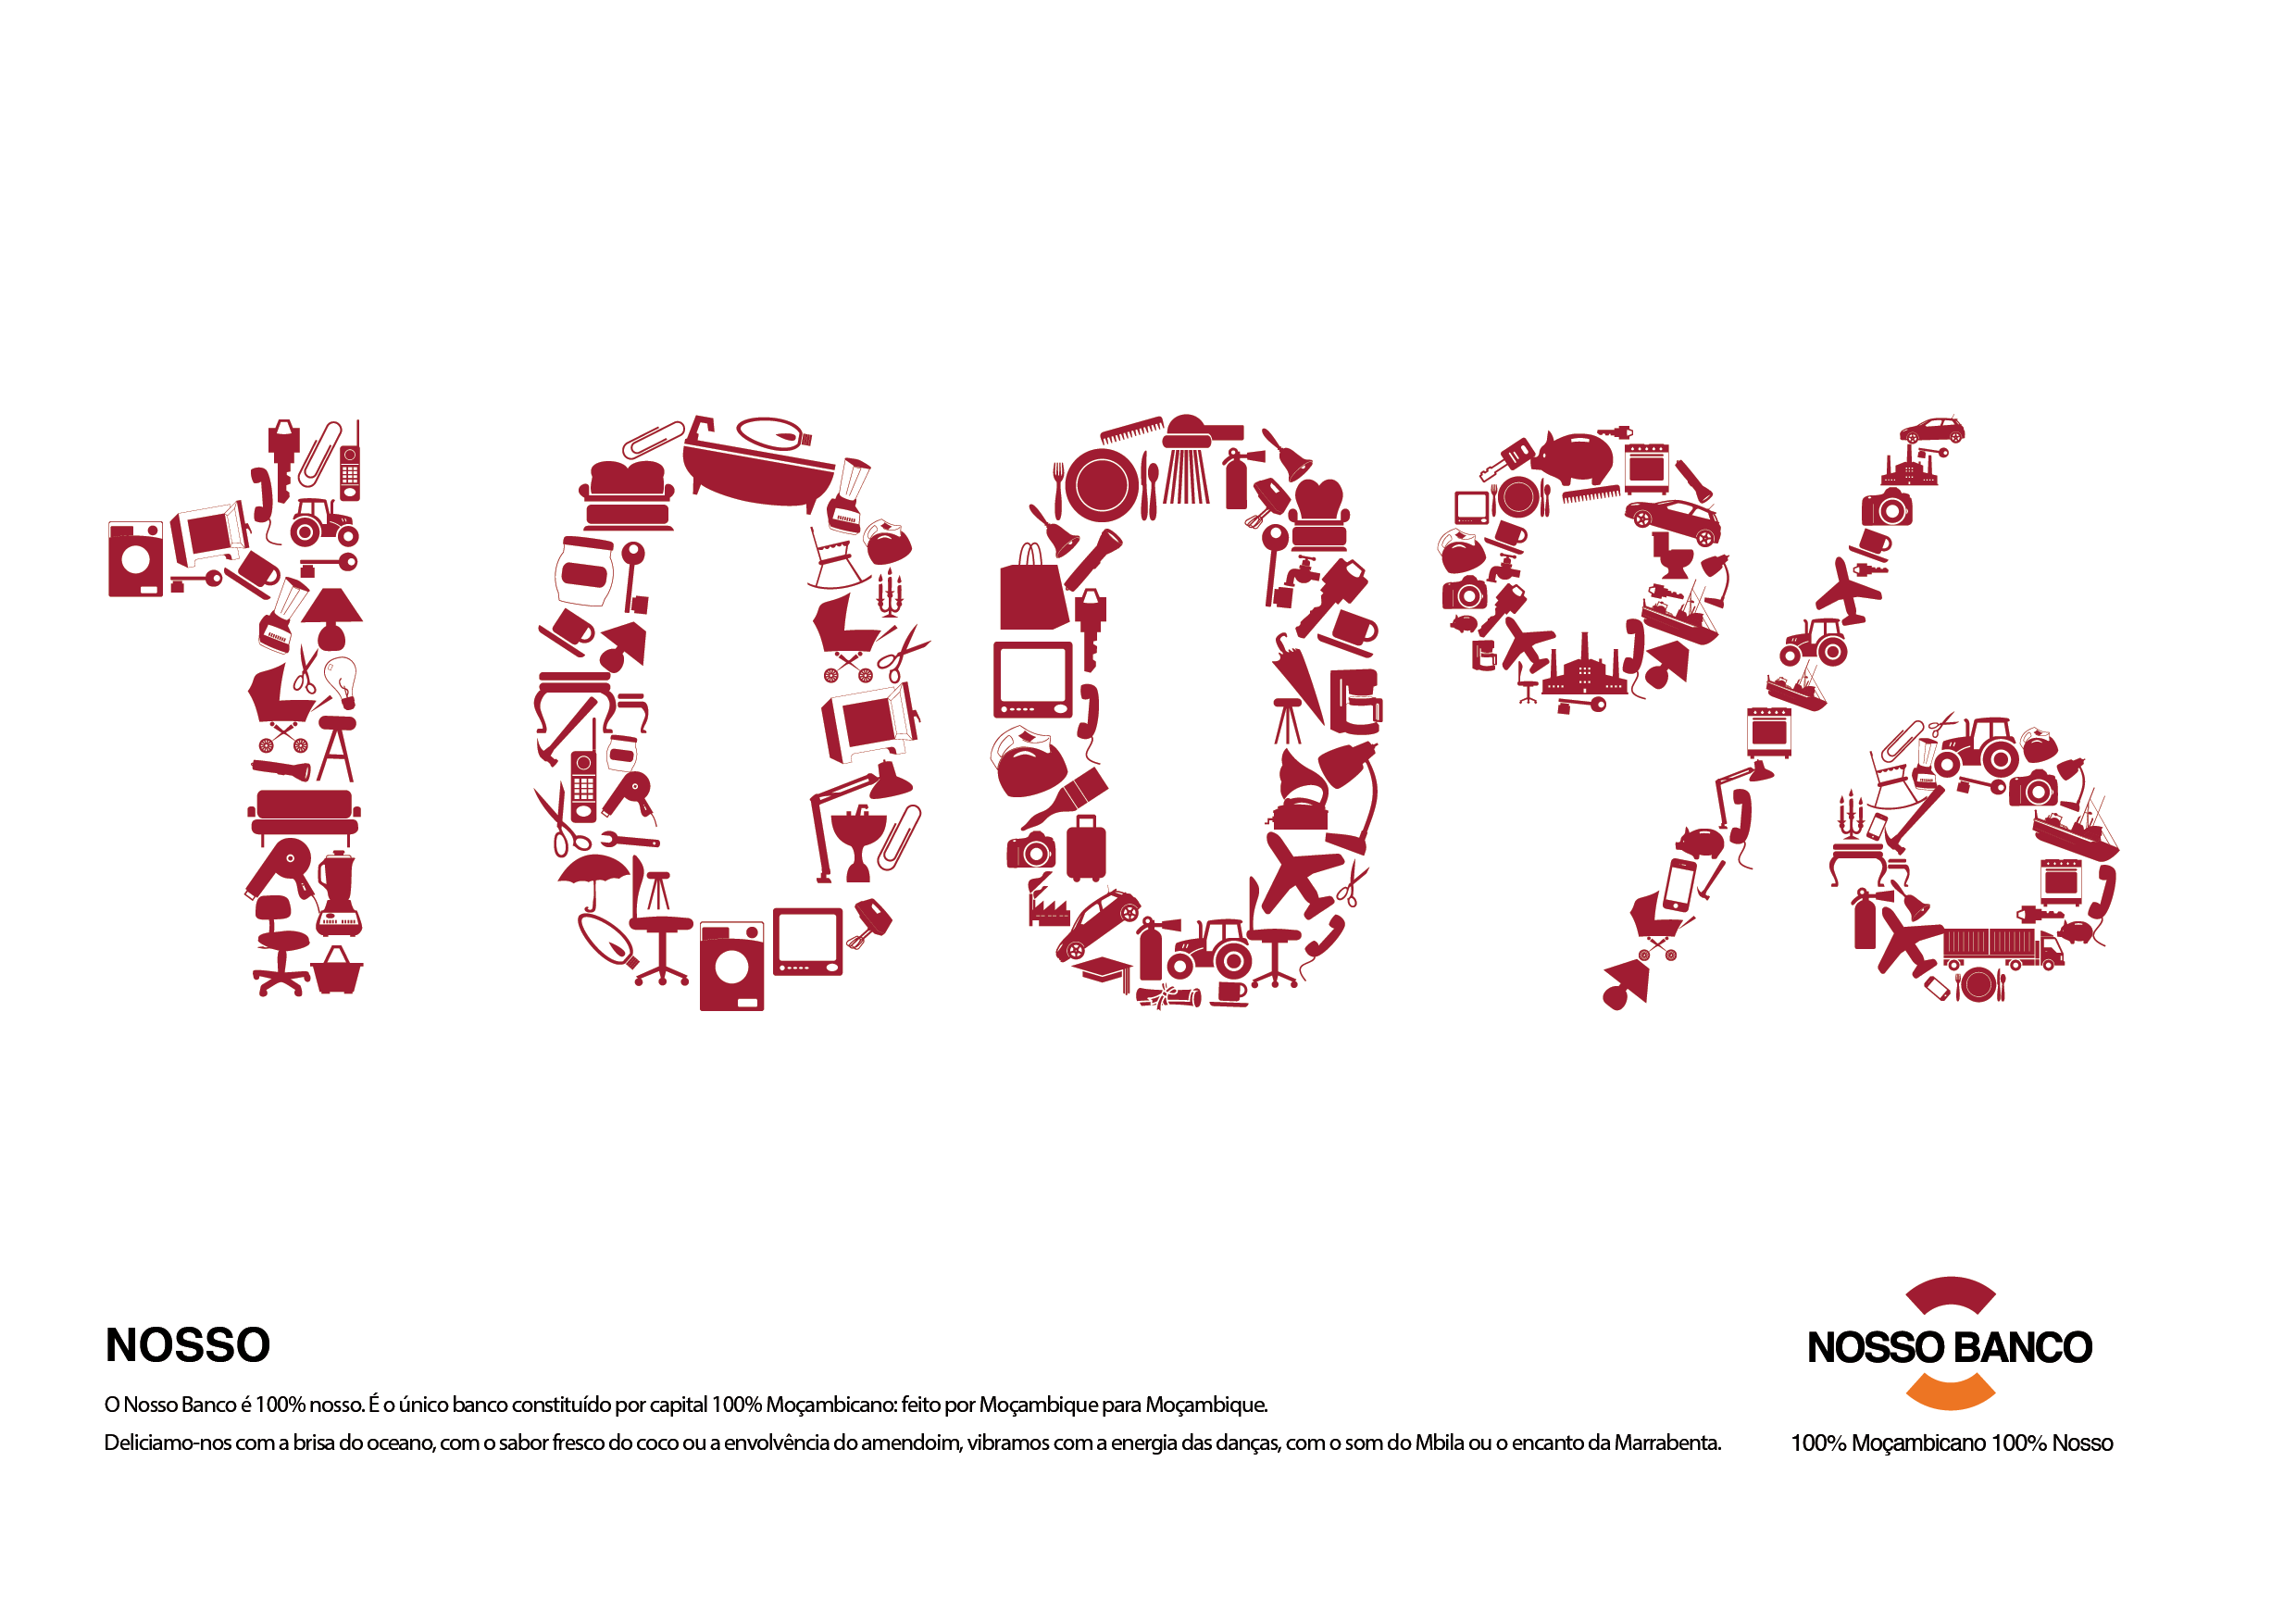 100%
NOSSO
O Nosso Banco é 100% nosso. É o único banco constituído por capital 100% Moçambicano: feito por Moçambique para Moçambique.
Deliciamo-nos com a brisa do oceano, com o sabor fresco do coco ou a envolvência do amendoim, vibramos com a energia das danças, com o som do Mbila ou o encanto da Marrabenta.
NOSSO BANCO
100% Moçambicano 100% Nosso